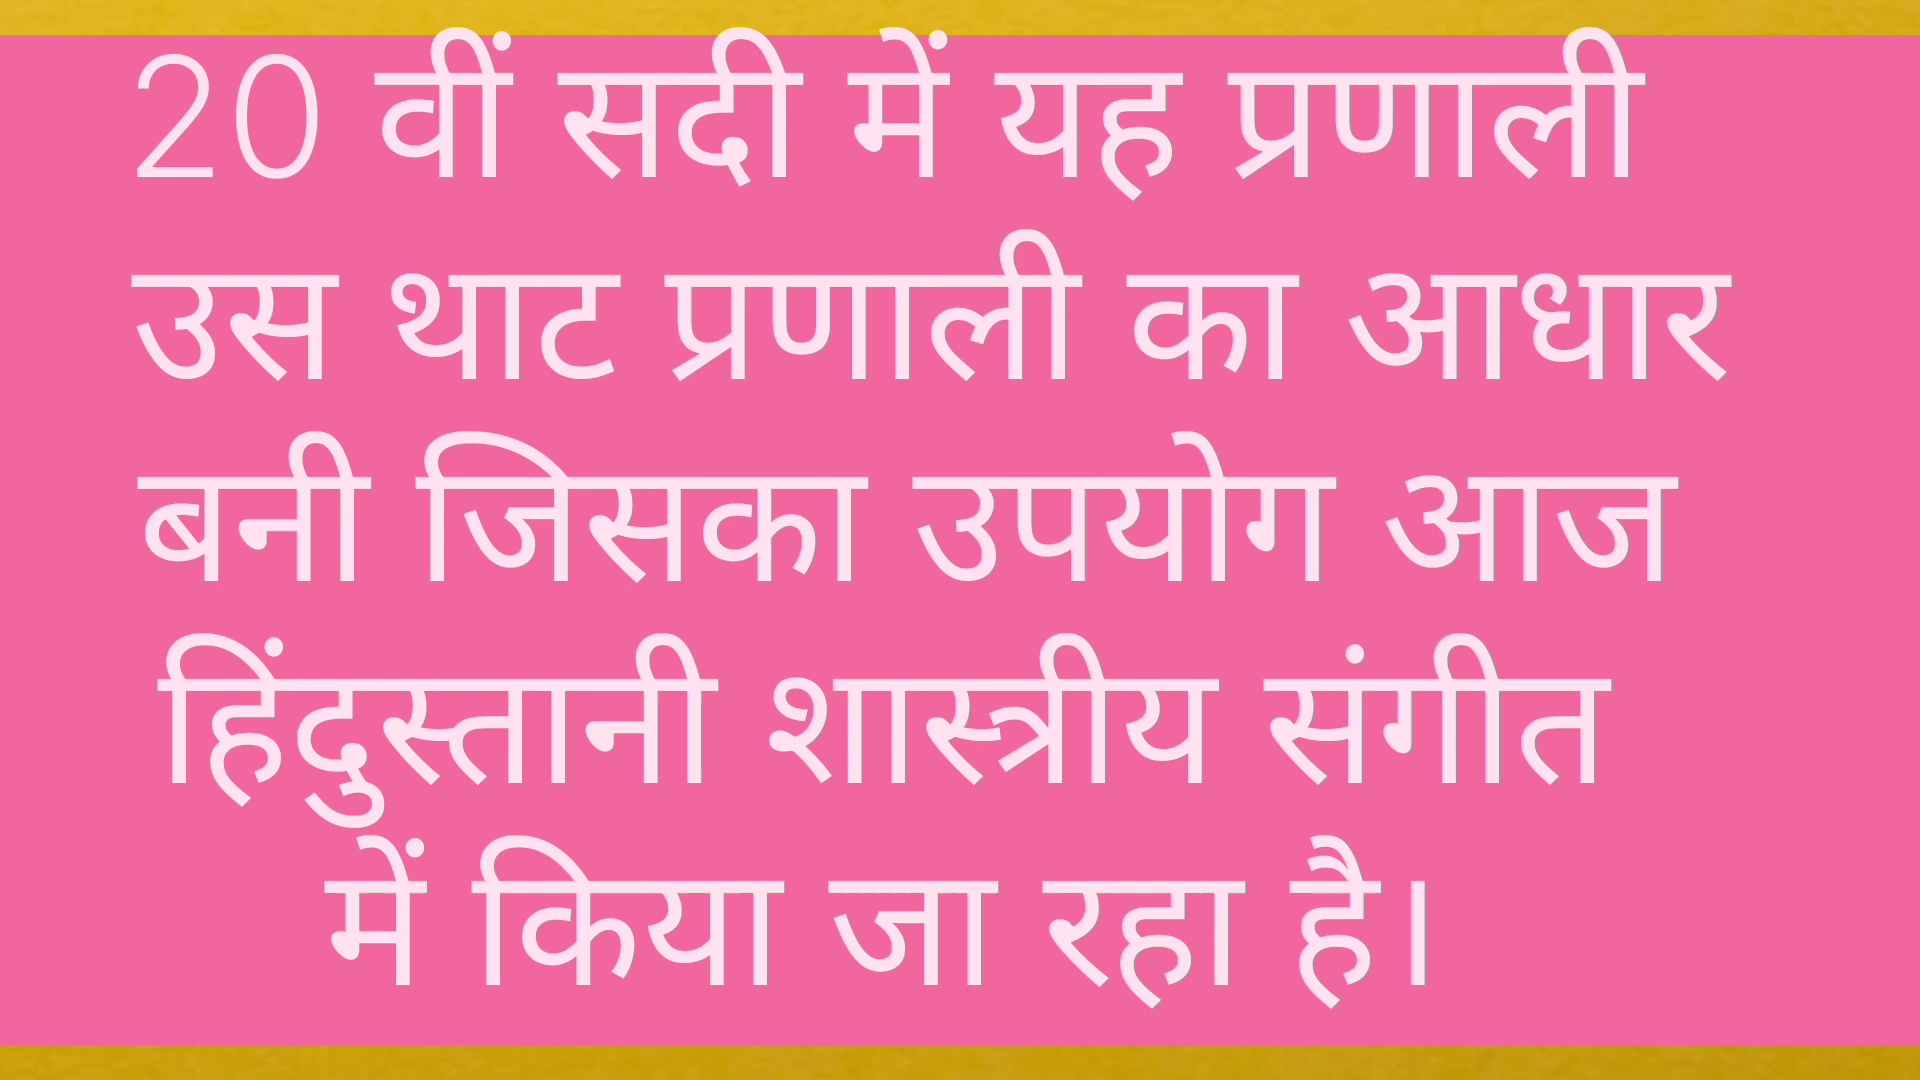 20 वीं सदी में यह प्रणाली
उस थाट प्रणाली का आधार
बनी जिसका उपयोग आज
हिंदुस्तानी शास्त्रीय संगीत
में किया जा रहा है।